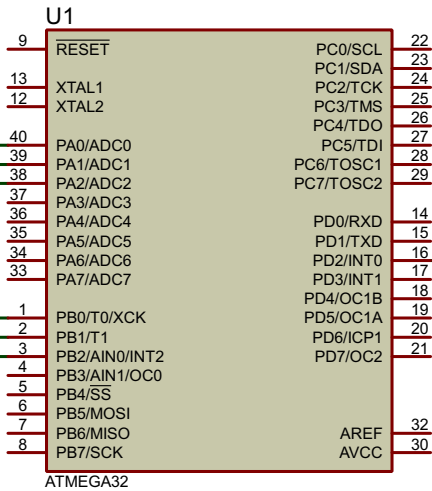 U1
9 RESET PC0/SCL 22
PC1/SDA 23
13 XTAL1 PC2/TCK 24
12 XTAL2 PC3/TMS 25
PC4/TDO 26
40 PA0/ADC0 PC5/TDI 27
39 PA1/ADC1 PC6/TOSC1 28
38 PA2/ADC2 PC7/TOSC2 29
37 PA3/ADC3
36 PA4/ADC4 PD0/RXD 14
35 PA5/ADC5 PD1/TXD 15
34 PA6/ADC6 PD2/INT0 16
33 PA7/ADC7 PD3/INT1 17
PD4/OC1B 18
1 PB0/T0/XCK PD5/OC1A 19
2 PB1/T1 PD6/ICP1 20
3 PB2/AIN0/INT2 PD7/OC2 21
4 PB3/AIN1/OC0
5 PB4/SS
6 PB5/MOSI
7 PB6/MISO AREF 32
8 PB7/SCK AVCC 30
ATMEGA32